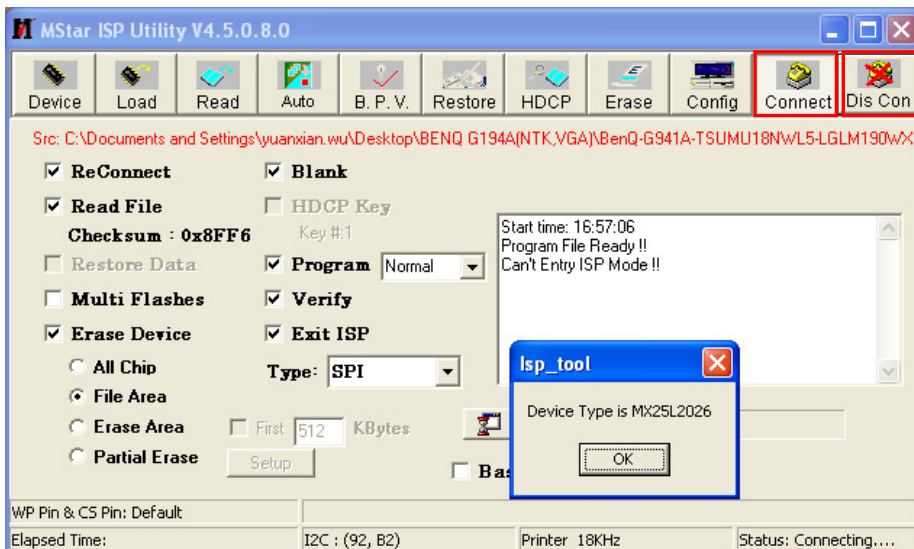 MStar ISP Utility V4.5.0.8.0
Device Load Read Auto B. P. V. Restore HDCP Erase Config Connect Dis Con
Src: C:\Documents and Settings\yuanxian.wu\Desktop\BENQ G194A(NTK,VGA)\BenQ-G941A-TSUMU18NWL5-LGLM190WX
ReConnect Blank
Read File HDCP Key
Checksum : 0x8FF6 Key #:1
Restore Data Program Normal
Multi Flashes Verify
Erase Device Exit ISP
All Chip Type: SPI
File Area
Erase Area First 512 KBytes
Partial Erase Setup
Start time: 16:57:06
Program File Ready !!
Can't Entry ISP Mode !!
Isp_tool
Device Type is MX25L2026
OK
WP Pin & CS Pin: Default
Elapsed Time: I2C : (92, B2) Printer 18KHz Status: Connecting....